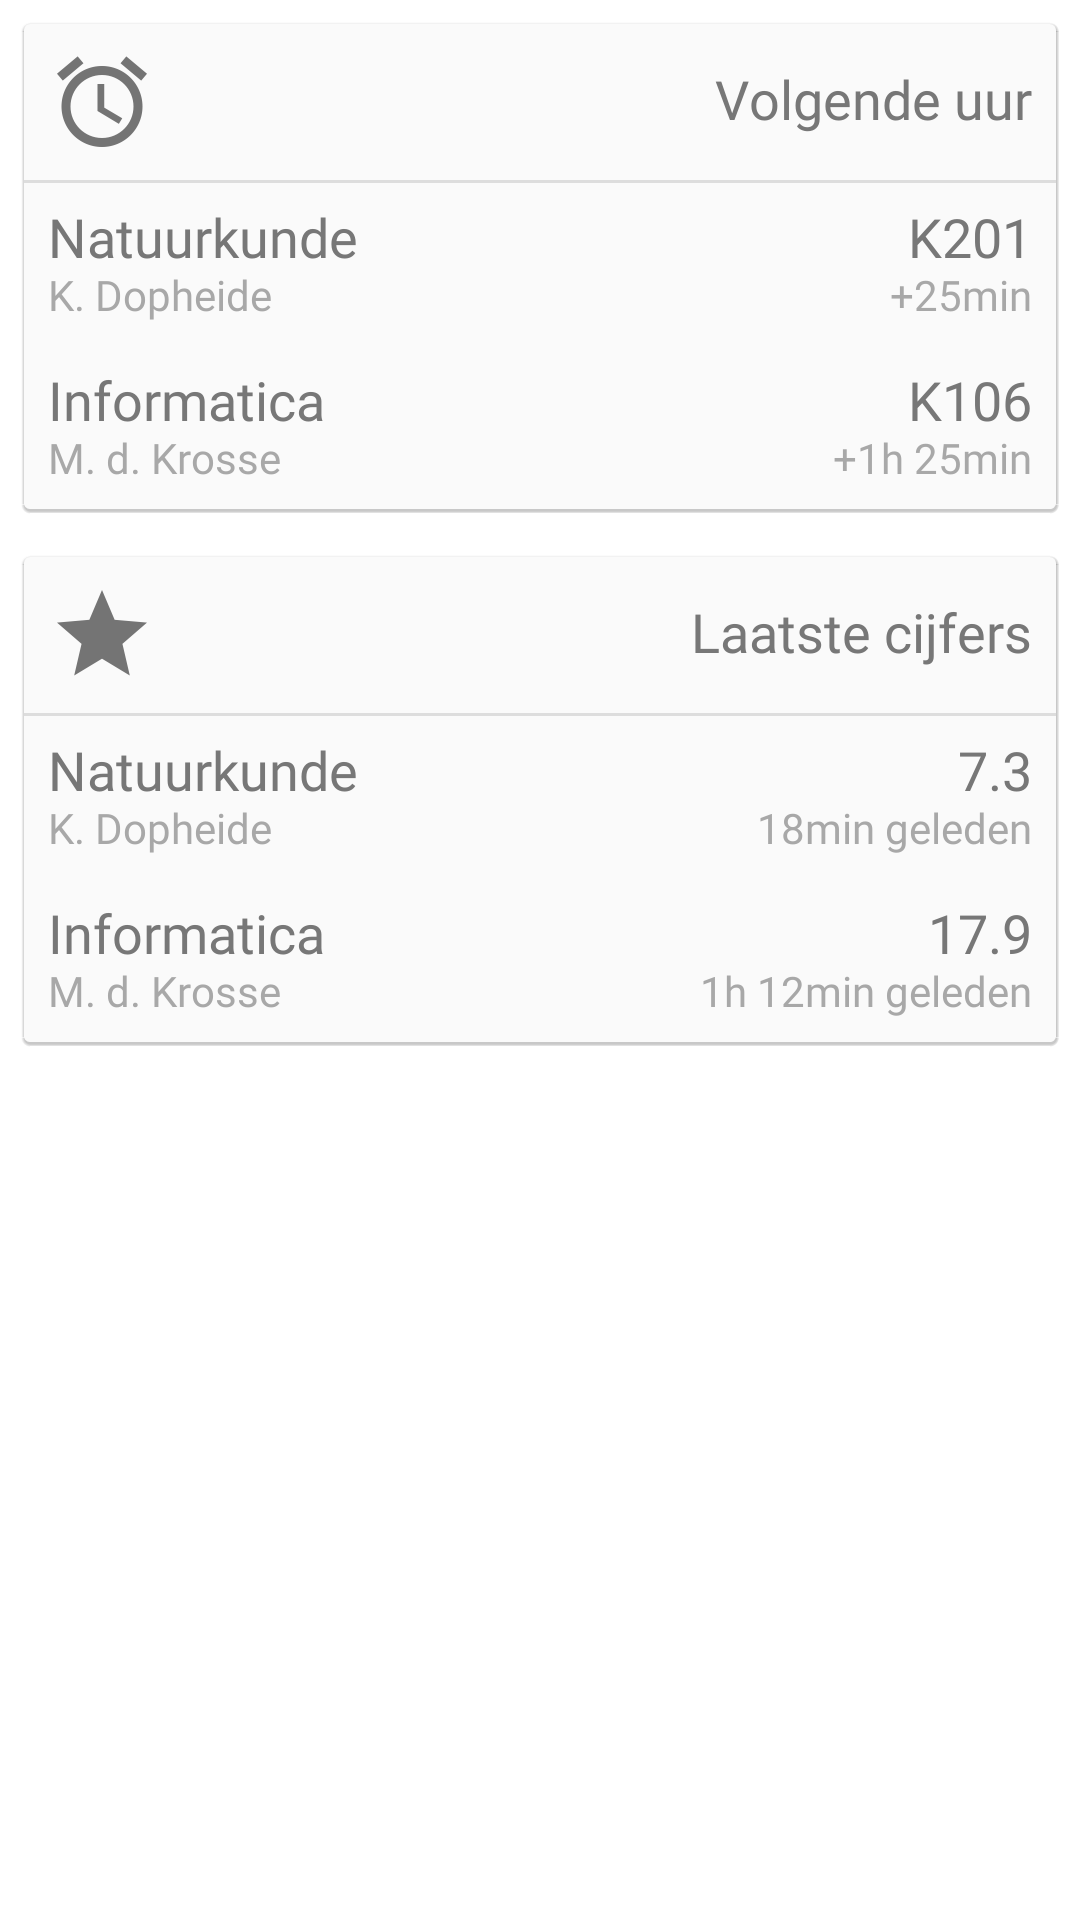 Volgende uur
Natuurkunde K201
K. Dopheide +25min
Informatica K106
M. d. Krosse +1h 25min
Laatste cijfers
Natuurkunde 7.3
K. Dopheide 18min geleden
Informatica 17.9
M. d. Krosse 1h 12min geleden